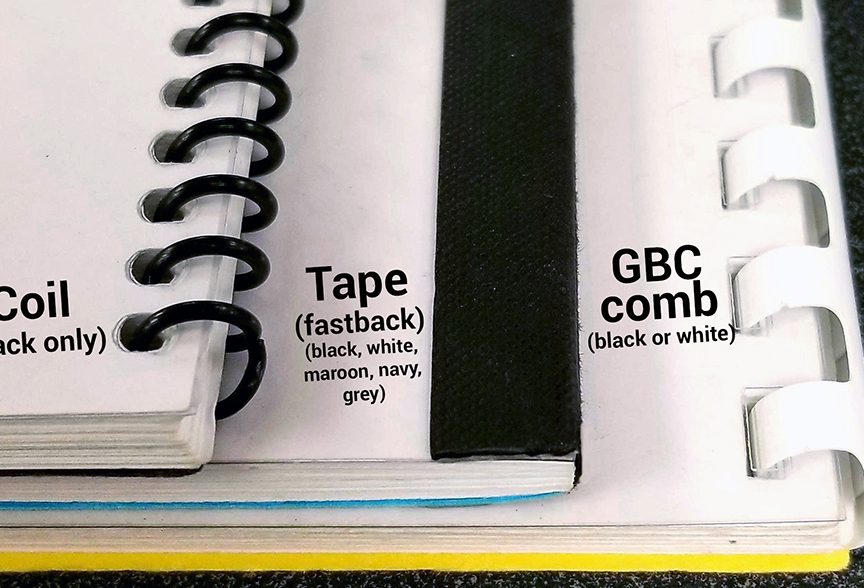 Coil
ack only)
Tape
(fastback)
(black, white,
maroon, navy,
grey)
GBC
comb
(black or white)